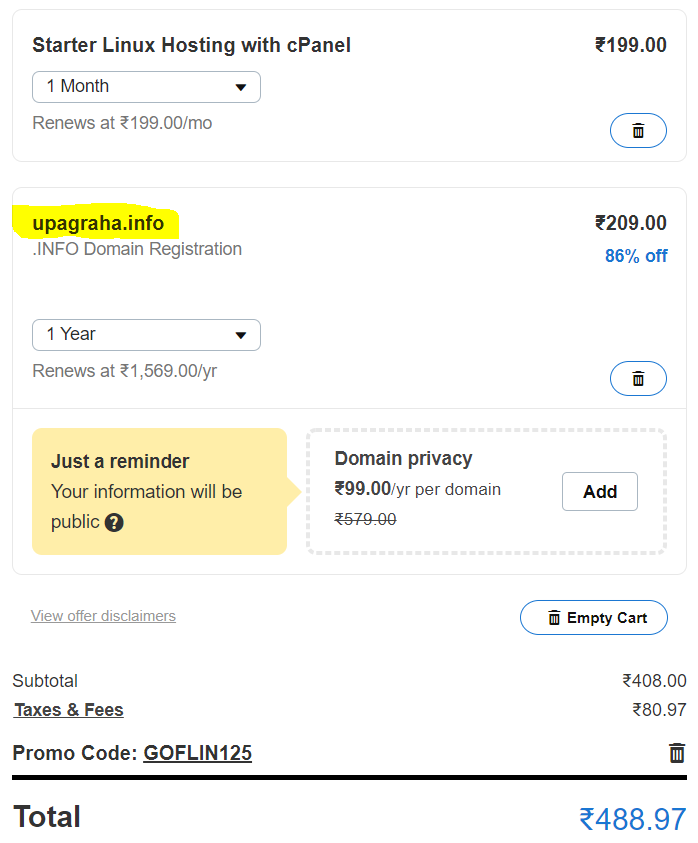 Starter Linux Hosting with cPanel ₹199.00
1 Month
Renews at ₹199.00/mo
upagraha.info ₹209.00
.INFO Domain Registration 86% off
1 Year
Renews at ₹1,569.00/yr
Just a reminder
Your information will be
public ?
Domain privacy
₹99.00/yr per domain
₹579.00
Add
View offer disclaimers Empty Cart
Subtotal ₹408.00
Taxes & Fees ₹80.97
Promo Code: GOFLIN125
Total ₹488.97